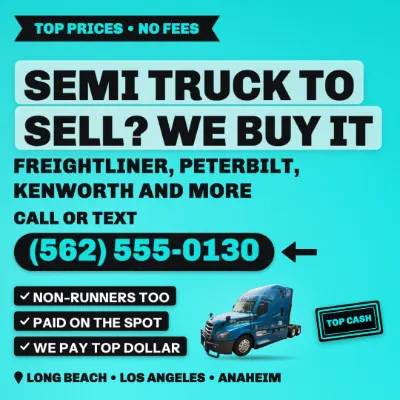 TOP PRICES • NO FEES
SEMI TRUCK TO
SELL? WE BUY IT
FREIGHTLINER, PETERBILT,
KENWORTH AND MORE
CALL OR TEXT
(562) 555-0130
NON-RUNNERS TOO
PAID ON THE SPOT
WE PAY TOP DOLLAR
TOP CASH
LONG BEACH • LOS ANGELES • ANAHEIM